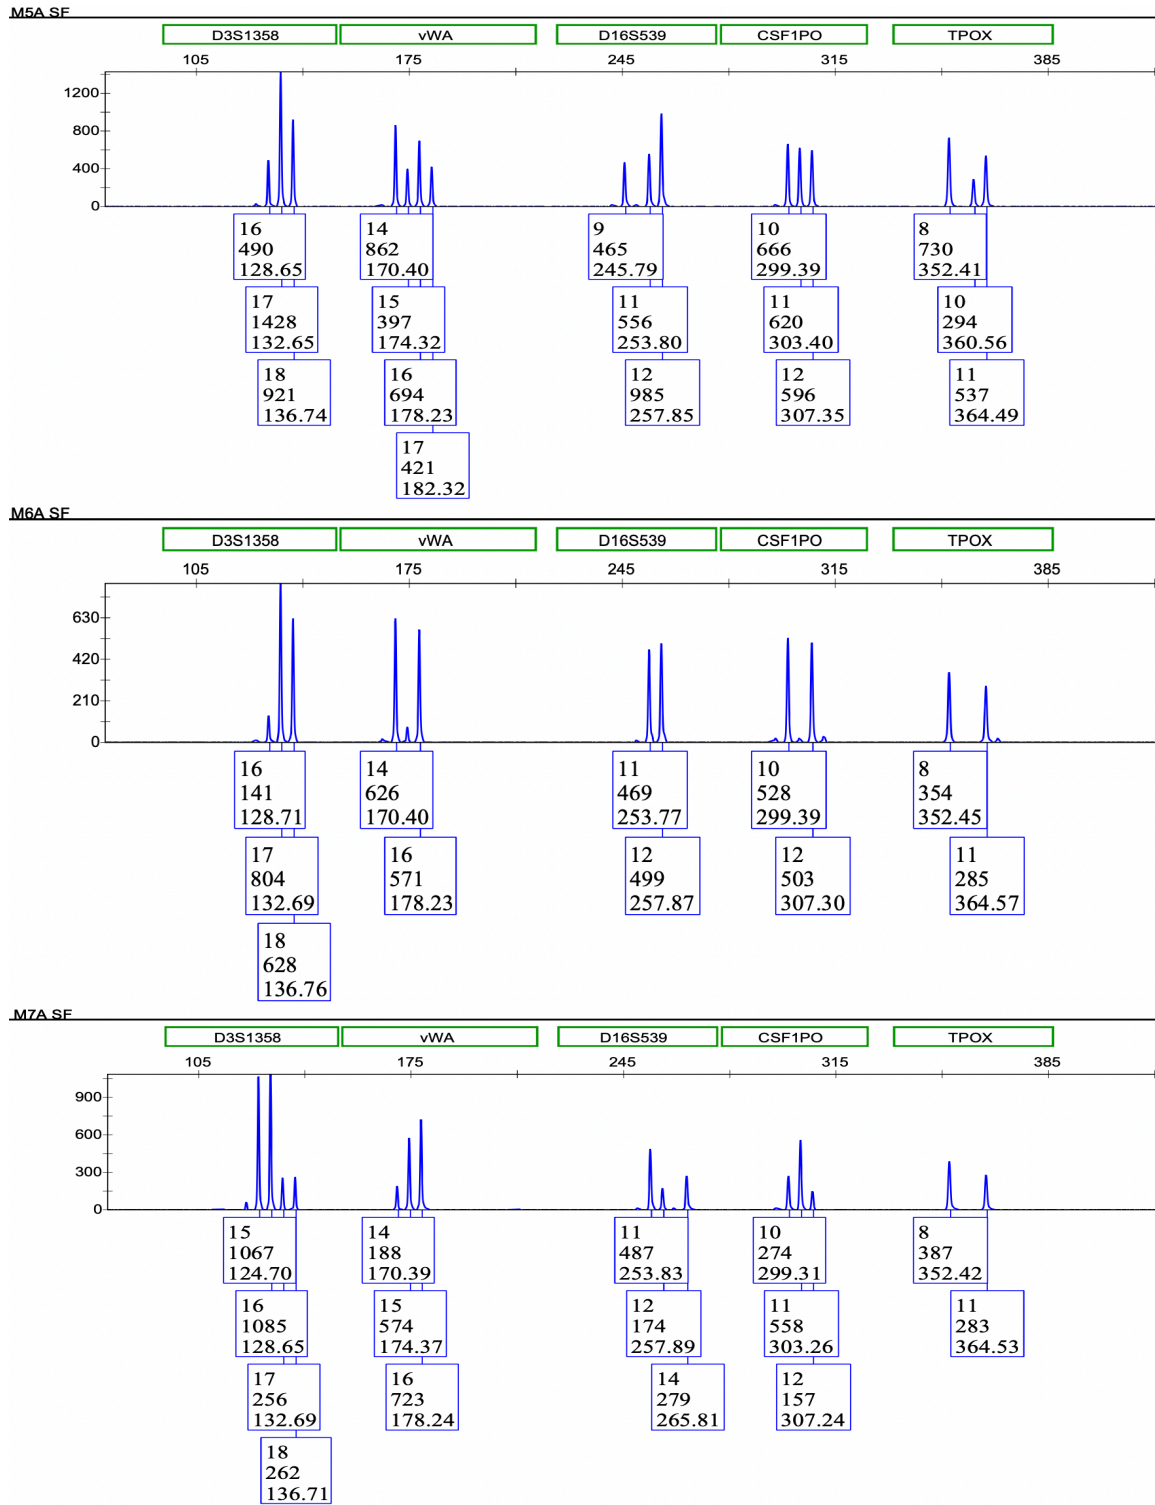 M5A SF
D3S1358 vWA D16S539 CSF1PO TPOX
105 175 245 315 385
1200
800
400
0
16 14 9 10 8
490 862 465 666 730
128.65 170.40 245.79 299.39 352.41
17 15 11 11 10
1428 397 556 620 294
132.65 174.32 253.80 303.40 360.56
18 16 12 12 11
921 694 985 596 537
136.74 178.23 257.85 307.35 364.49
17
421
182.32
M6A SF
D3S1358 vWA D16S539 CSF1PO TPOX
105 175 245 315 385
630
420
210
0
16 14 11 10 8
141 626 469 528 354
128.71 170.40 253.77 299.39 352.45
17 16 12 12 11
804 571 499 503 285
132.69 178.23 257.87 307.30 364.57
18
628
136.76
M7A SF
D3S1358 vWA D16S539 CSF1PO TPOX
105 175 245 315 385
900
600
300
0
15 14 11 10 8
1067 188 487 274 387
124.70 170.39 253.83 299.31 352.42
16 15 12 11 11
1085 574 174 558 283
128.65 174.37 257.89 303.26 364.53
17 16 14 12
256 723 279 157
132.69 178.24 265.81 307.24
18
262
136.71